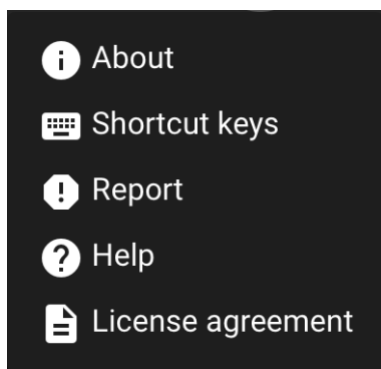 About
Shortcut keys
Report
Help
License agreement